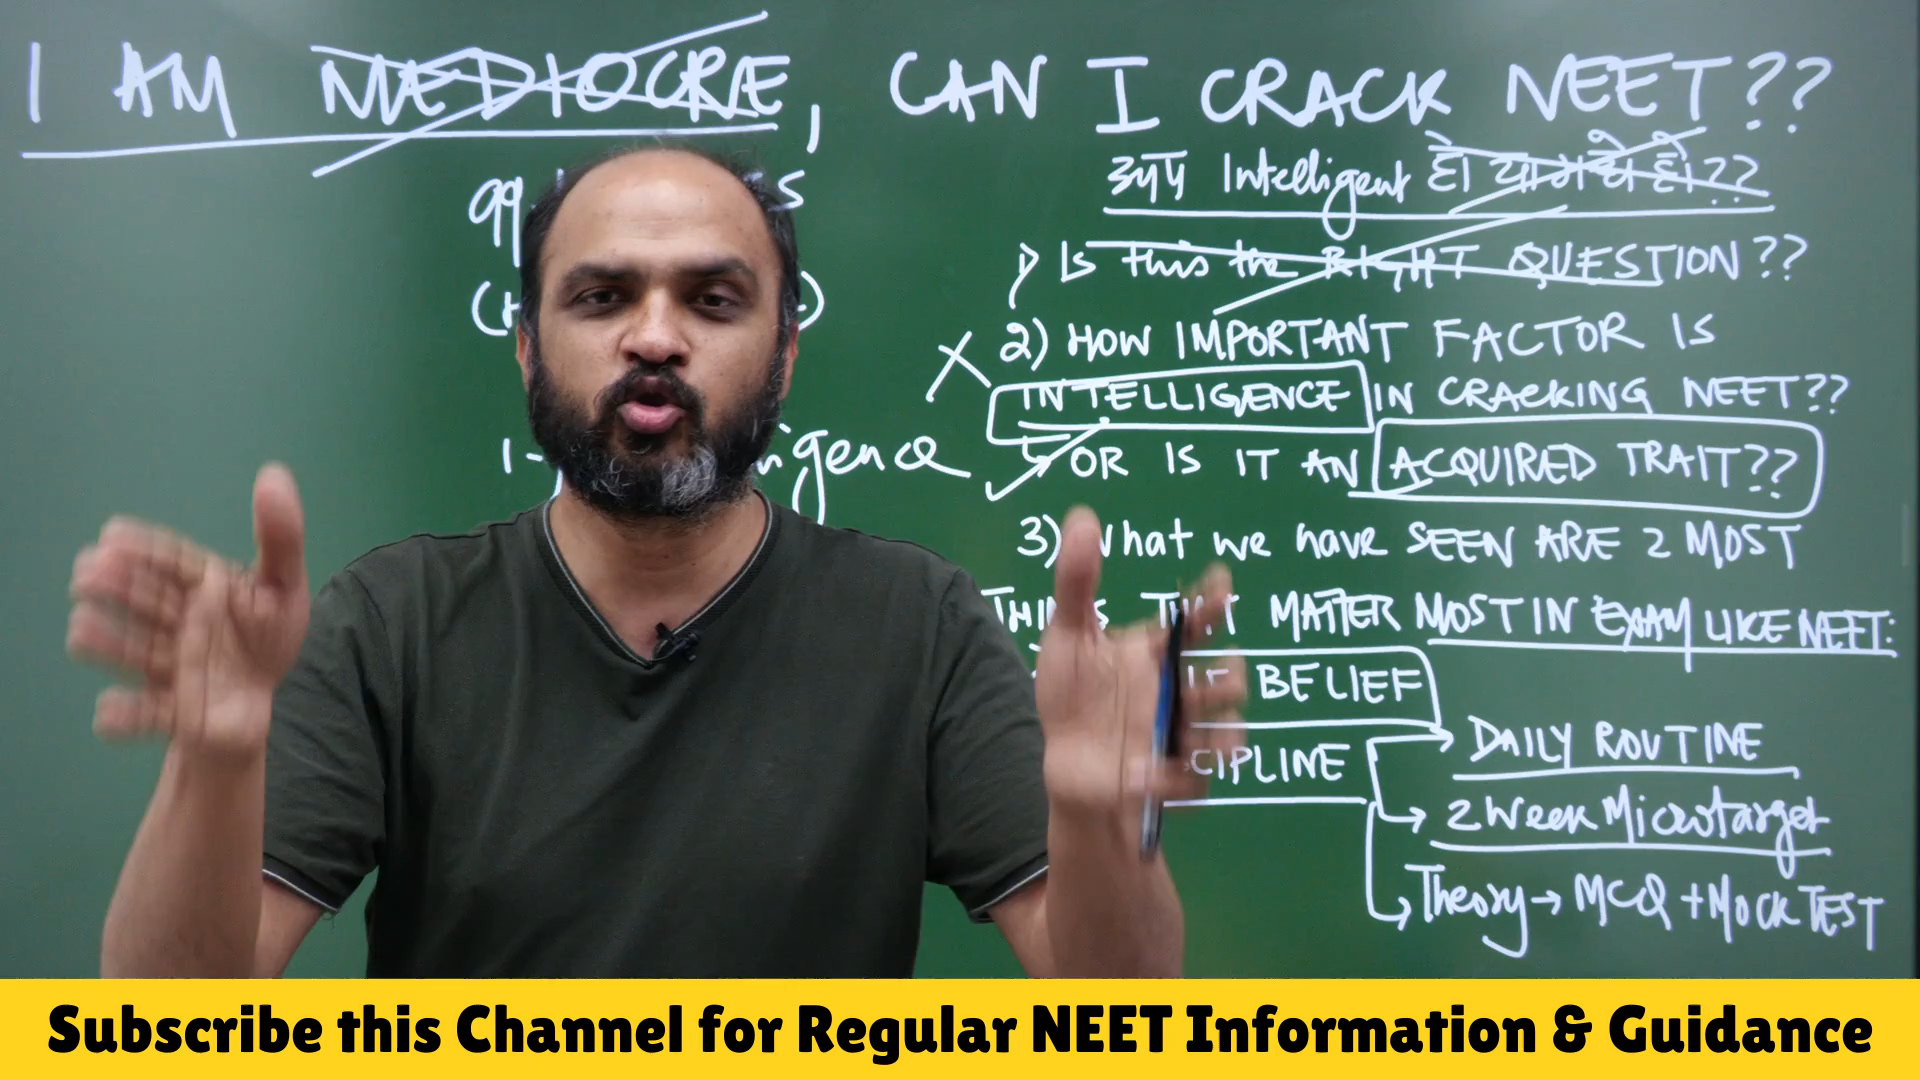 I AM MEDIOCRE, CAN I CRACK NEET??
आप Intelligent हो या नहीं हो??
1) Is this the RIGHT QUESTION??
2) HOW IMPORTANT FACTOR IS
INTELLIGENCE IN CRACKING NEET??
OR IS IT AN ACQUIRED TRAIT??
3) What we have SEEN ARE 2 MOST
THAT MATTER MOST IN EXAM LIKE NEET:
BELIEF
DAILY ROUTINE
2 Week Microtarget
Theory → MCQ + MOCK TEST
Subscribe this Channel for Regular NEET Information & Guidance